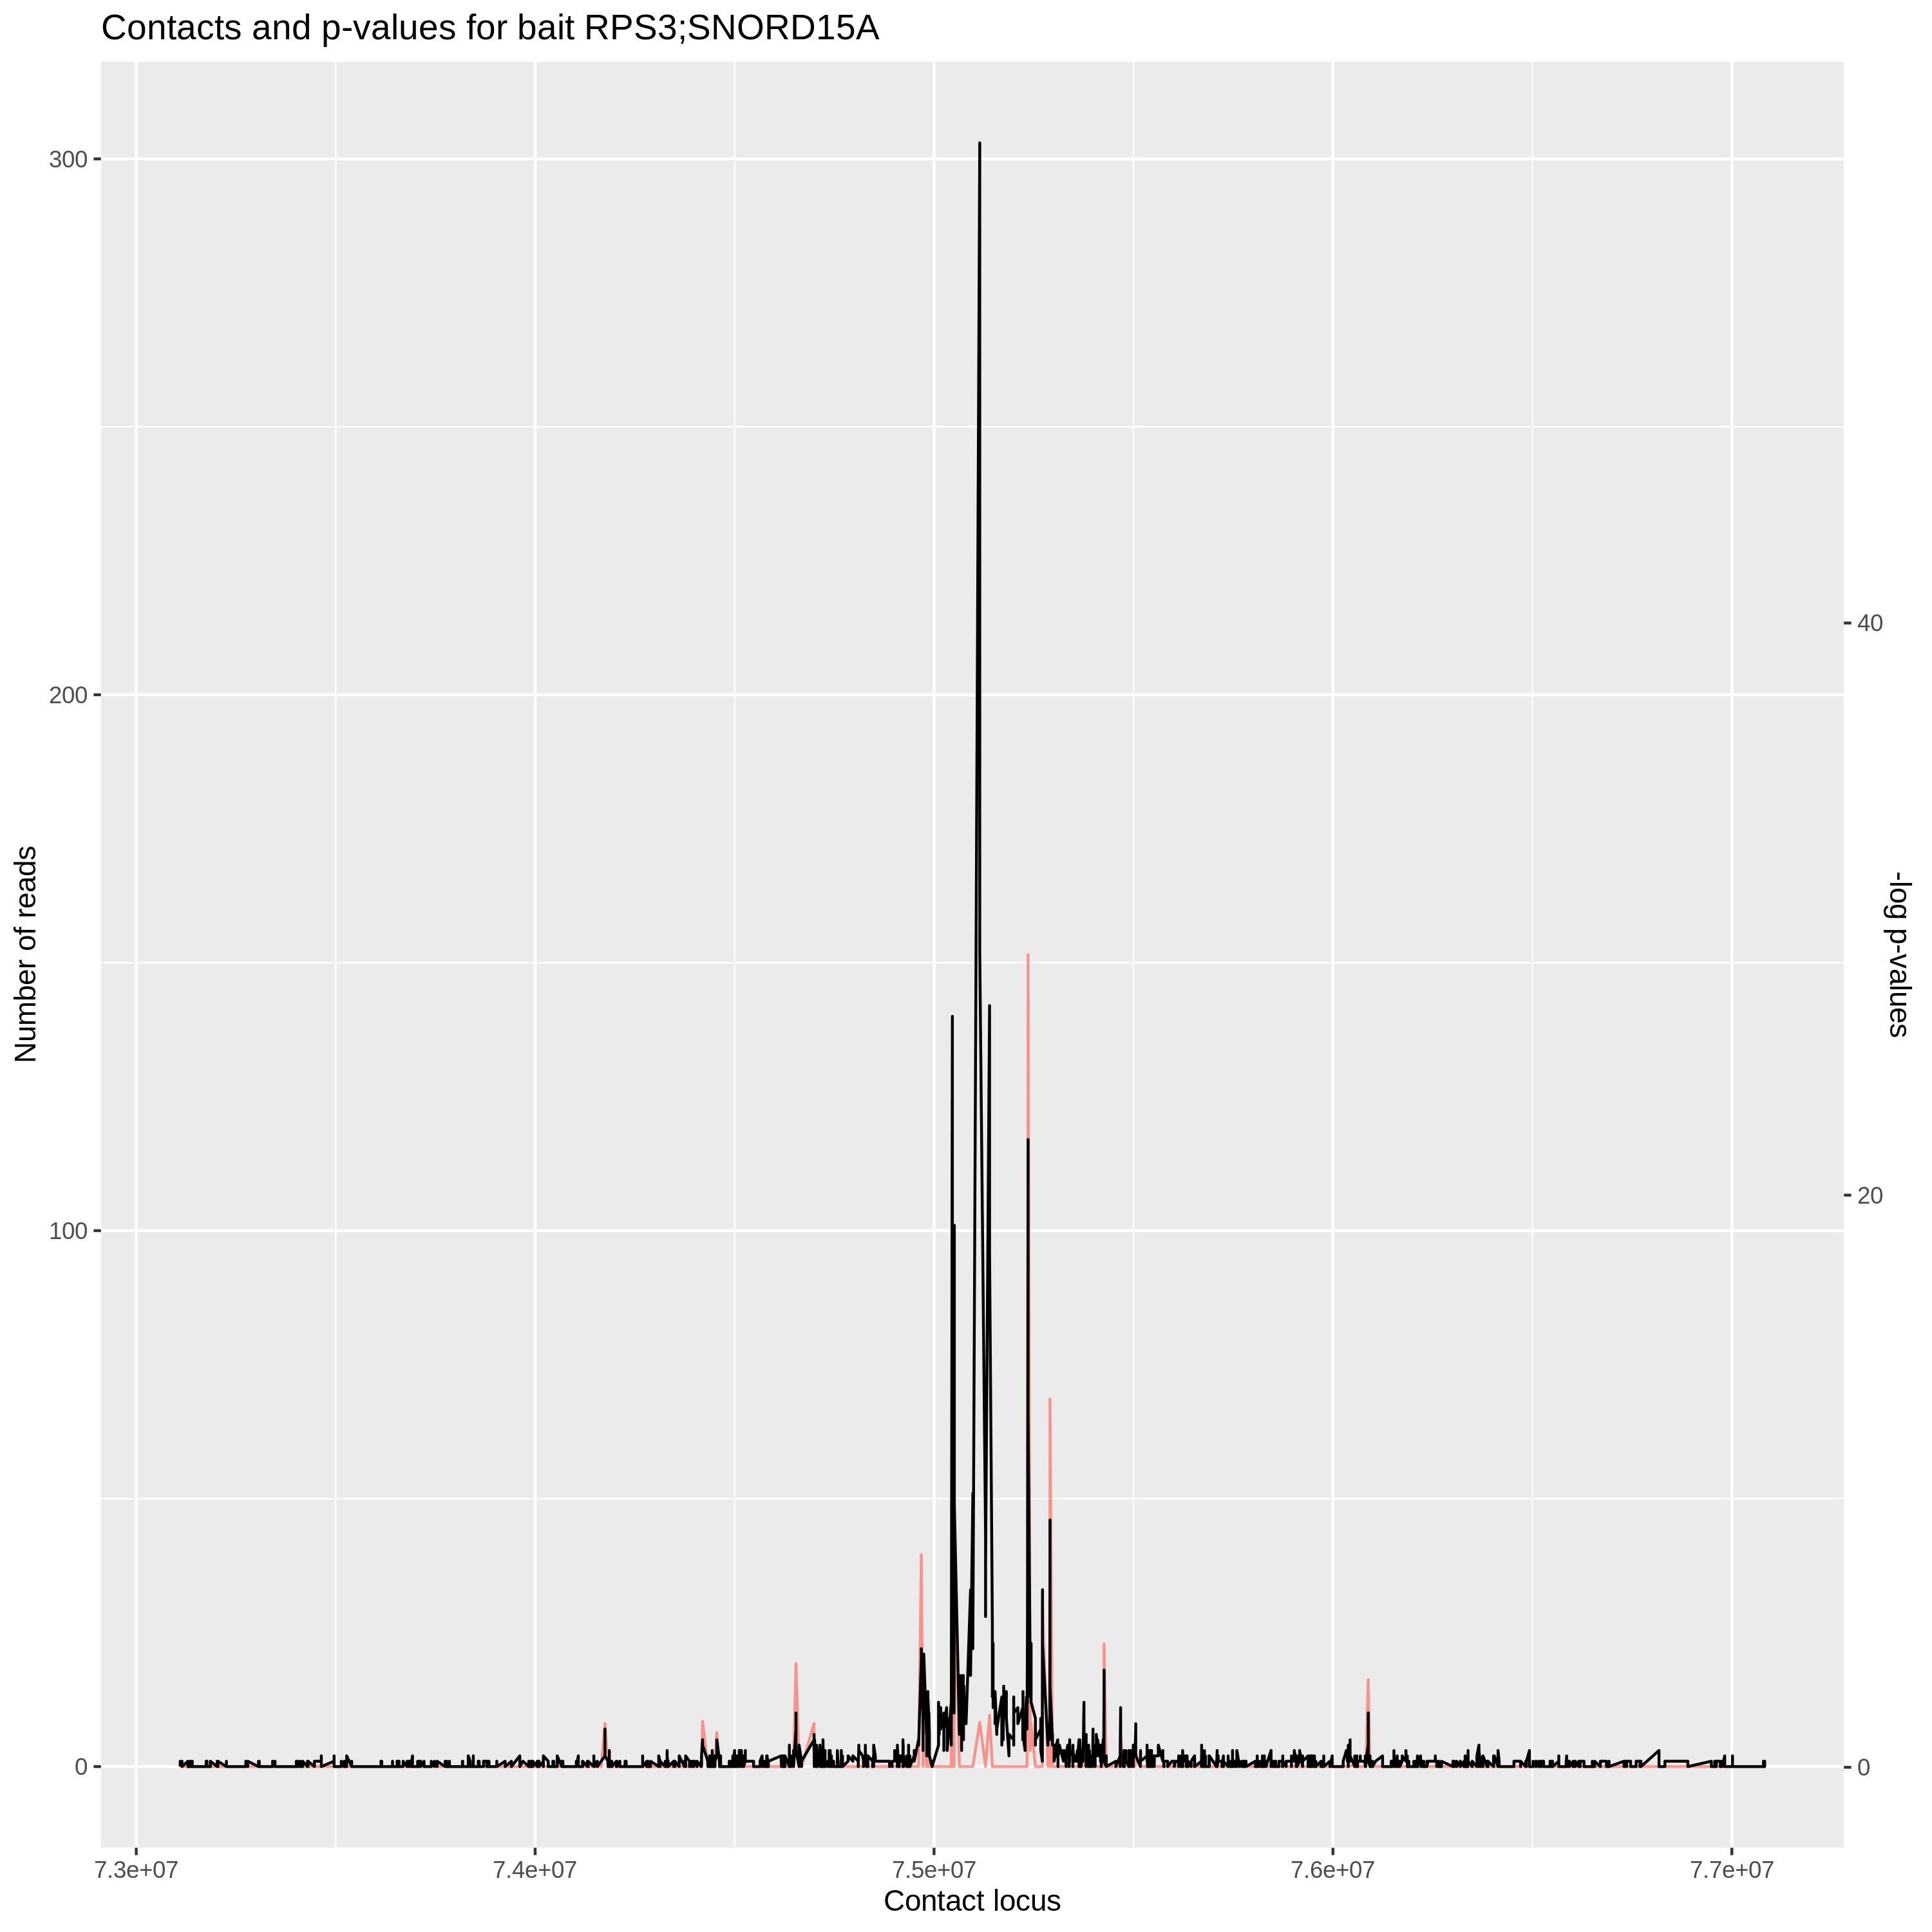 Contacts and p-values for bait RPS3;SNORD15A
300
200
100
0
Number of reads
40
20
0
-log p-values
7.3e+07
7.4e+07
7.5e+07
7.6e+07
7.7e+07
Contact locus